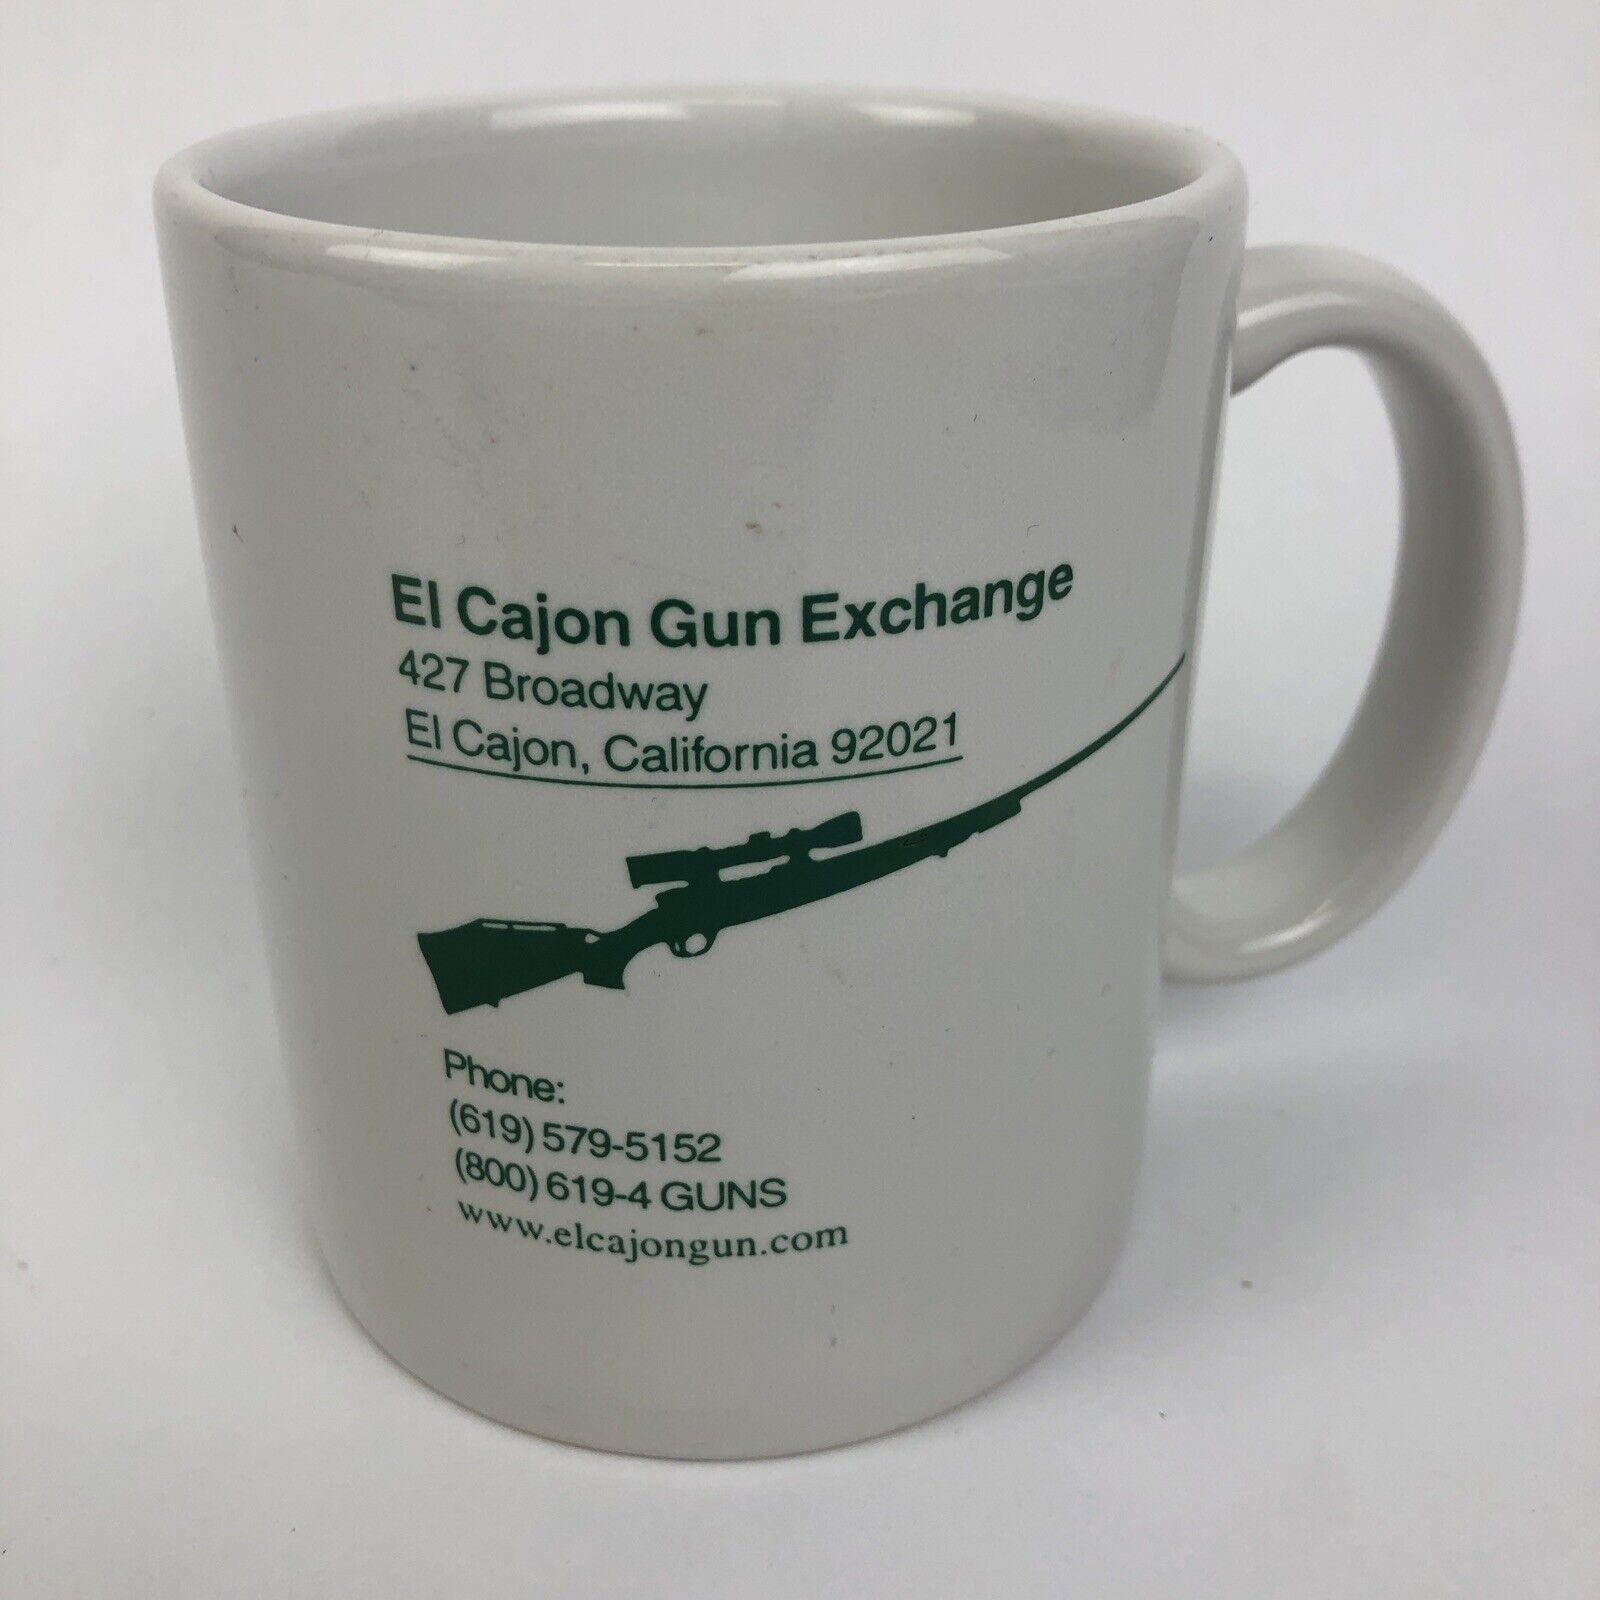 El Cajon Gun Exchange
427 Broadway
El Cajon, California 92021
Phone:
(619) 579-5152
(800) 619-4 GUNS
www.elcajongun.com